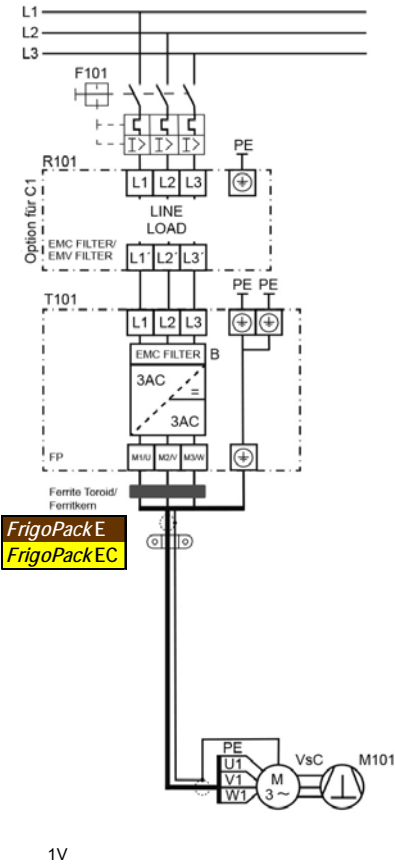 L1
L2
L3
F101
I> I> I>
PE
R101
L1 L2 L3
Option für C1
LINE
LOAD
EMC FILTER/
EMV FILTER
L1´ L2´ L3´
PE PE
T101
L1 L2 L3
EMC FILTER B
3AC
=
3AC
FP
M1/U M2/V M3/W
Ferrite Toroid/
Ferritkern
FrigoPack E
FrigoPack EC
PE
U1
V1
W1
M
3 ~
VsC
M101
1V